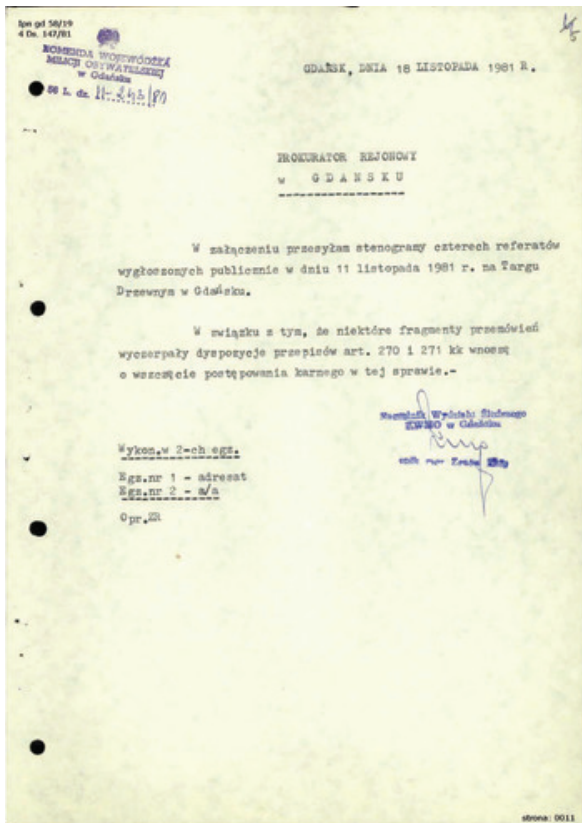 Ipn gd 58/19
4 Ds. 147/81
KOMENDA WOJEWÓDZKA
MILICJI OBYWATELSKIEJ
w Gdańsku
L. dz.
GDAŃSK, DNIA 18 LISTOPADA 1981 R.
PROKURATOR REJONOWY
w GDAŃSKU
W załączeniu przesyłam stenogramy czterech referatów
wygłoszonych publicznie w dniu 11 listopada 1981 r. na Targu
Drzewnym w Gdańsku.
W związku z tym, że niektóre fragmenty przemówień
wyczerpały dyspozycje przepisów art. 270 i 271 kk wnoszę
o wszczęcie postępowania karnego w tej sprawie.-
Naczelnik Wydziału Śledczego
KWMO w Gdańsku
Wykon.w 2-ch egz.
Egz.nr 1 - adresat
Egz.nr 2 - a/a
Opr.ZR
strona: 0011